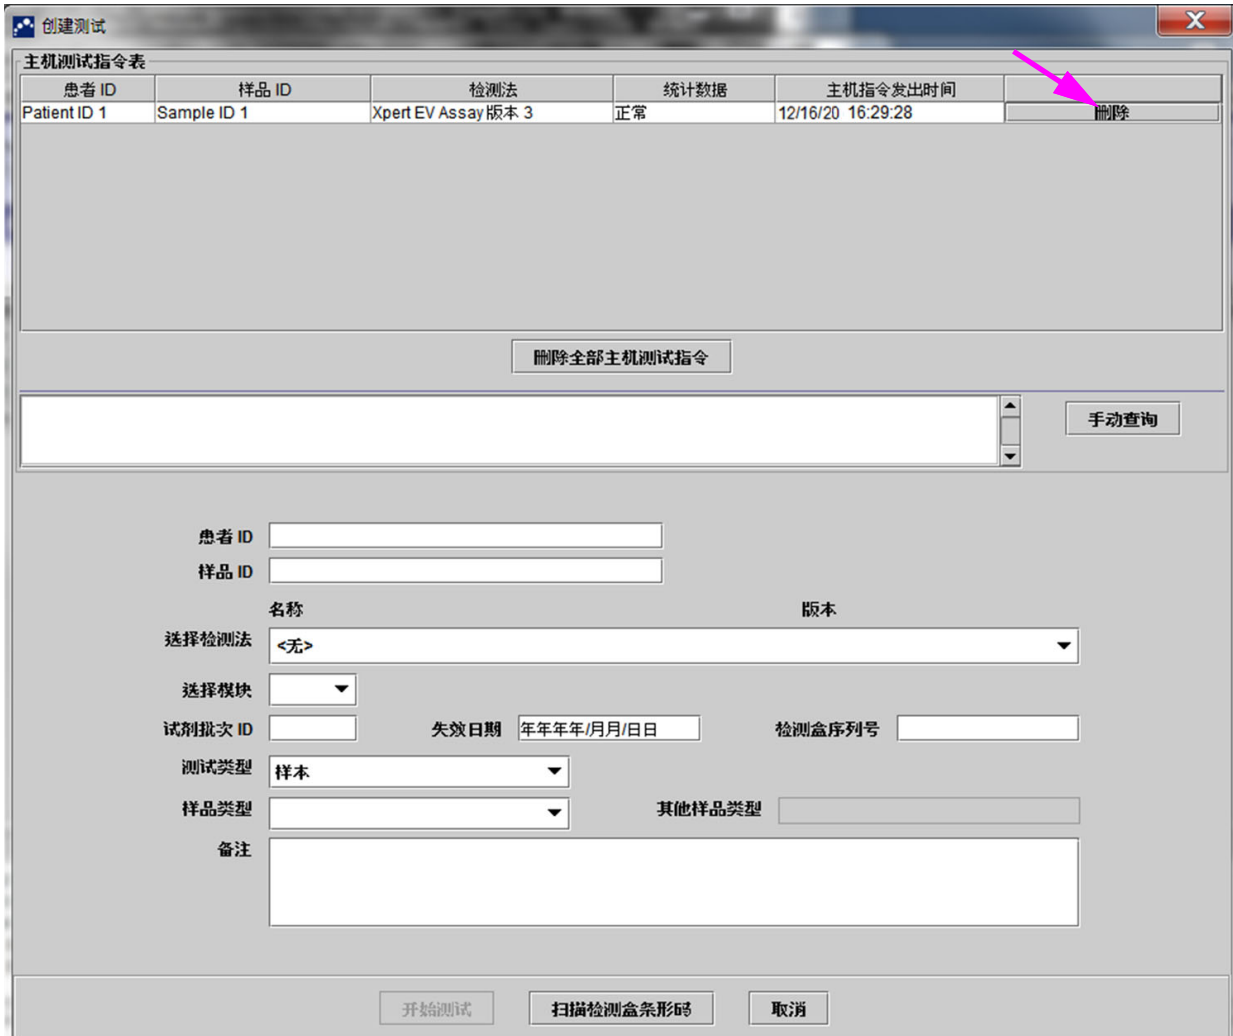 创建测试
主机测试指令表
患者 ID 样品 ID 检测法 统计数据 主机指令发出时间
Patient ID 1 Sample ID 1 Xpert EV Assay 版本 3 正常 12/16/20 16:29:28 删除
删除全部主机测试指令
手动查询
患者 ID
样品 ID
名称 版本
选择检测法 <无>
选择模块
试剂批次 ID 失效日期 年年年年/月月/日日 检测盒序列号
测试类型 样本
样品类型 其他样品类型
备注
开始测试 扫描检测盒条形码 取消